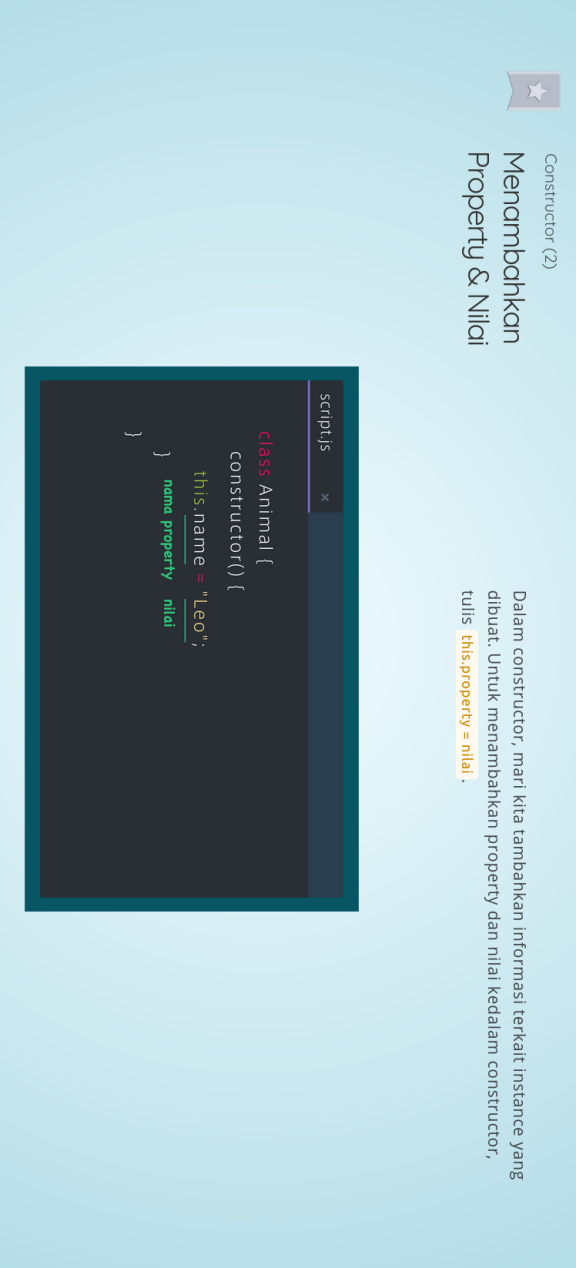 Constructor (2)
Menambahkan
Property & Nilai
Dalam constructor, mari kita tambahkan informasi terkait instance yang
dibuat. Untuk menambahkan property dan nilai kedalam constructor,
tulis this.property = nilai.
script.js ×
class Animal {
constructor() {
this.name = "Leo";
nama property nilai
}
}